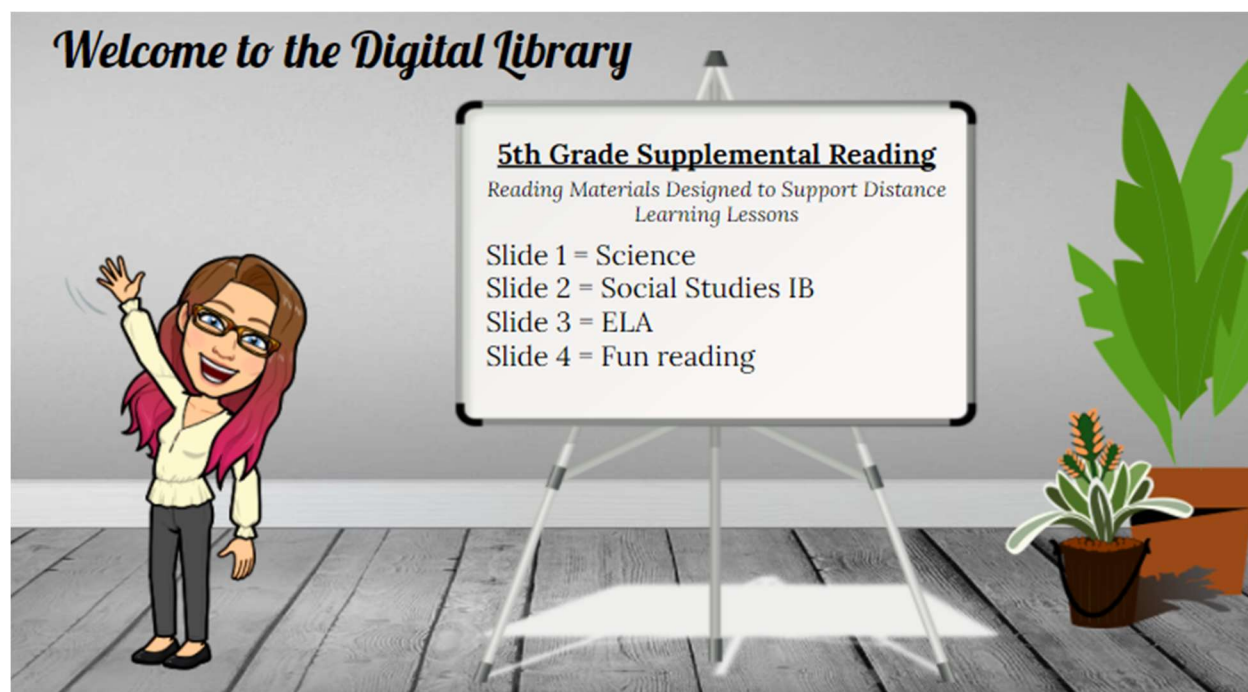 Welcome to the Digital Library
5th Grade Supplemental Reading
Reading Materials Designed to Support Distance
Learning Lessons
Slide 1 = Science
Slide 2 = Social Studies IB
Slide 3 = ELA
Slide 4 = Fun reading